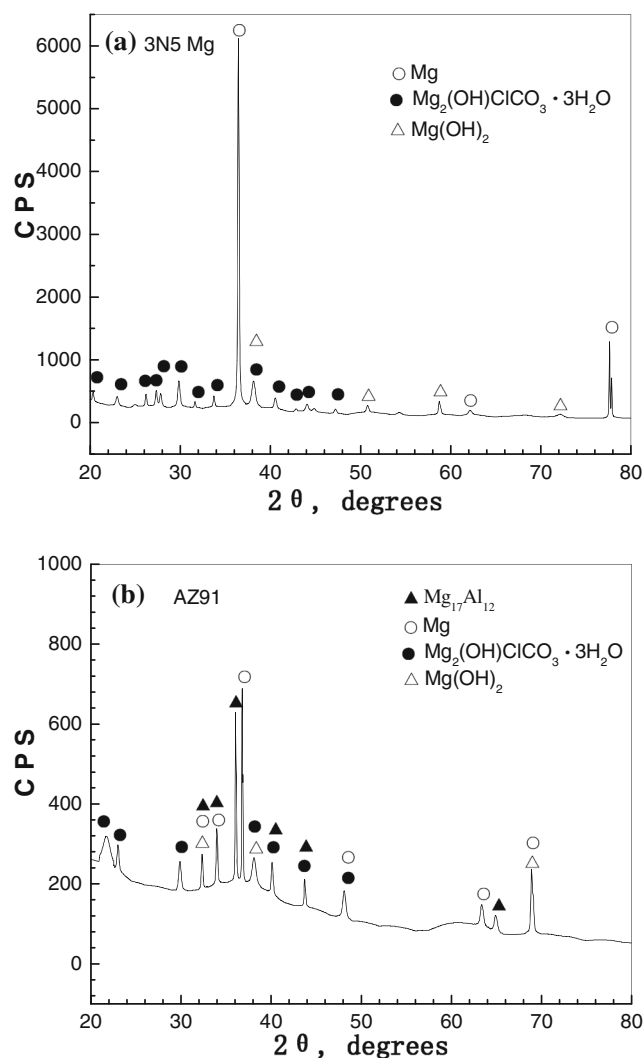 (a) 3N5 Mg
○ Mg
● Mg₂(OH)ClCO₃・3H₂O
△ Mg(OH)₂
CPS
6000
5000
4000
3000
2000
1000
0
20 30 40 50 60 70 80
2θ, degrees
(b) AZ91
▲ Mg₁₇Al₁₂
○ Mg
● Mg₂(OH)ClCO₃・3H₂O
△ Mg(OH)₂
CPS
1000
800
600
400
200
0
20 30 40 50 60 70 80
2θ, degrees